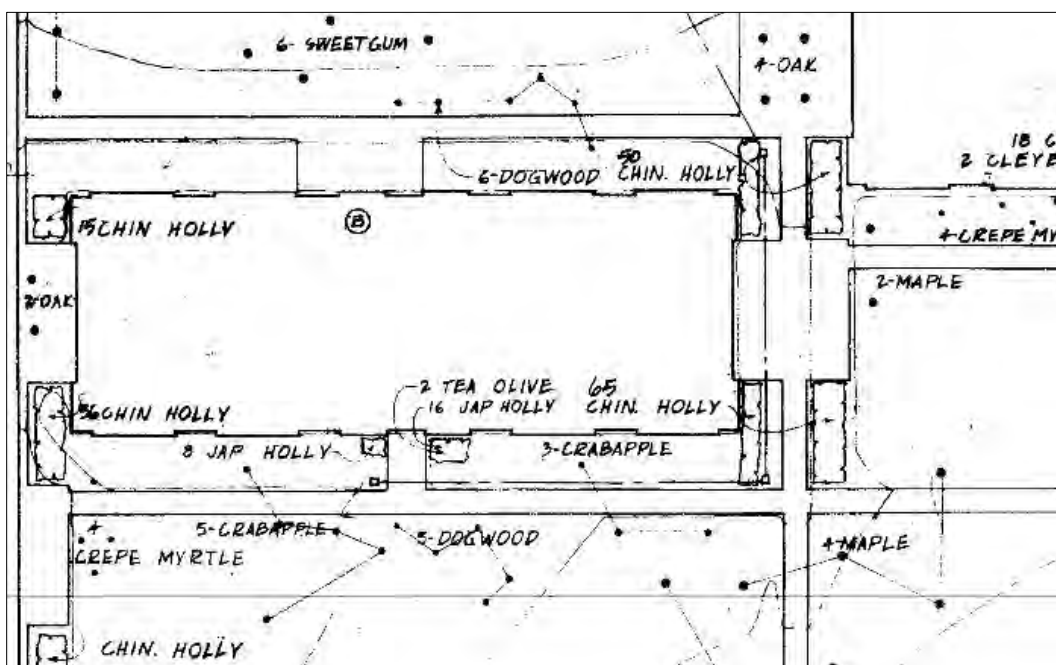 6- SWEETGUM
4-OAK
18 C
2 CLEYE
50
6-DOGWOOD CHIN. HOLLY
15 CHIN HOLLY
B
4-CREPE MY
2-OAK
2-MAPLE
2 TEA OLIVE
65
16 JAP HOLLY
CHIN. HOLLY
CHIN HOLLY
8 JAP HOLLY
3-CRABAPPLE
4
5-CRABAPPLE
5-DOGWOOD
4-MAPLE
CREPE MYRTLE
CHIN. HOLLY